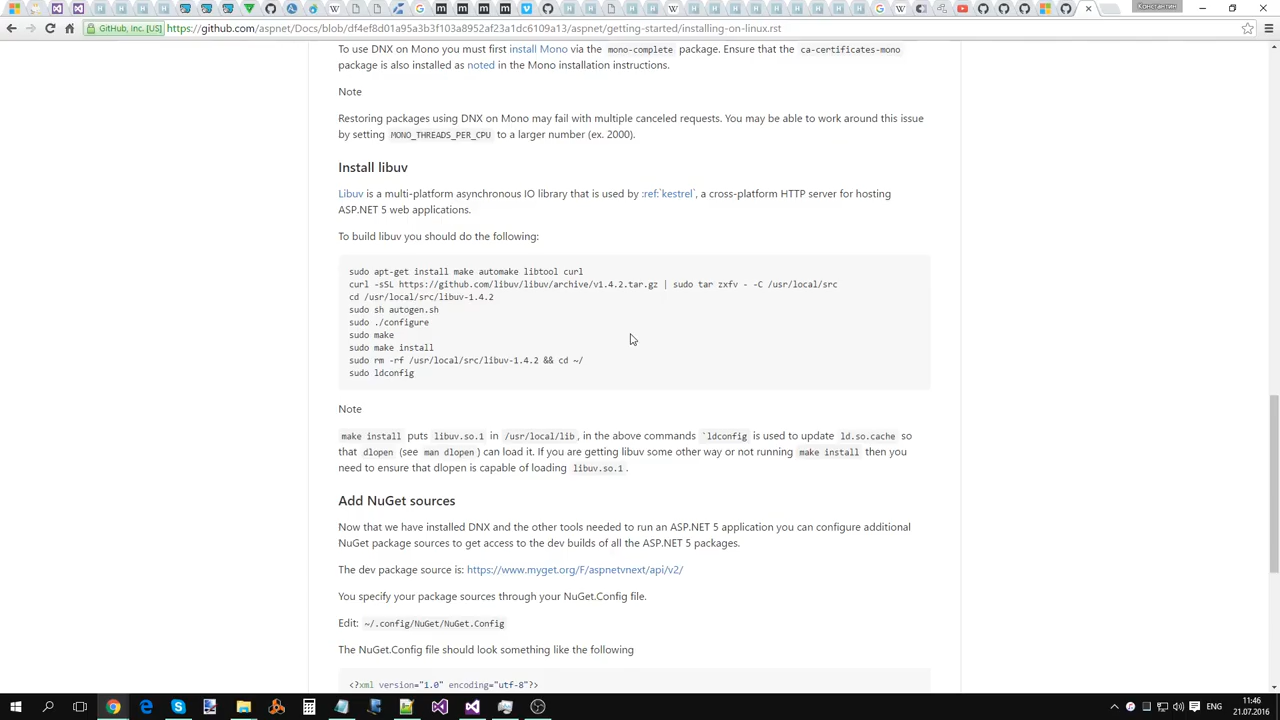 Константин
GitHub, Inc. [US]
https://github.com/aspnet/Docs/blob/df4ef8d01a95a3b3f103a8952af23a1dc6109a13/aspnet/getting-started/installing-on-linux.rst
To use DNX on Mono you must first install Mono via the mono-complete package. Ensure that the ca-certificates-mono
package is also installed as noted in the Mono installation instructions.
Note
Restoring packages using DNX on Mono may fail with multiple canceled requests. You may be able to work around this issue
by setting MONO_THREADS_PER_CPU to a larger number (ex. 2000).
Install libuv
Libuv is a multi-platform asynchronous IO library that is used by :ref:`kestrel`, a cross-platform HTTP server for hosting
ASP.NET 5 web applications.
To build libuv you should do the following:
sudo apt-get install make automake libtool curl
curl -sSL https://github.com/libuv/libuv/archive/v1.4.2.tar.gz | sudo tar zxfv - -C /usr/local/src
cd /usr/local/src/libuv-1.4.2
sudo sh autogen.sh
sudo ./configure
sudo make
sudo make install
sudo rm -rf /usr/local/src/libuv-1.4.2 && cd ~/
sudo ldconfig
Note
make install puts libuv.so.1 in /usr/local/lib, in the above commands `ldconfig is used to update ld.so.cache so
that dlopen (see man dlopen) can load it. If you are getting libuv some other way or not running make install then you
need to ensure that dlopen is capable of loading libuv.so.1.
Add NuGet sources
Now that we have installed DNX and the other tools needed to run an ASP.NET 5 application you can configure additional
NuGet package sources to get access to the dev builds of all the ASP.NET 5 packages.
The dev package source is: https://www.myget.org/F/aspnetvnext/api/v2/
You specify your package sources through your NuGet.Config file.
Edit: ~/.config/NuGet/NuGet.Config
The NuGet.Config file should look something like the following
<?xml version="1.0" encoding="utf-8"?>
ENG
11:46
21.07.2016